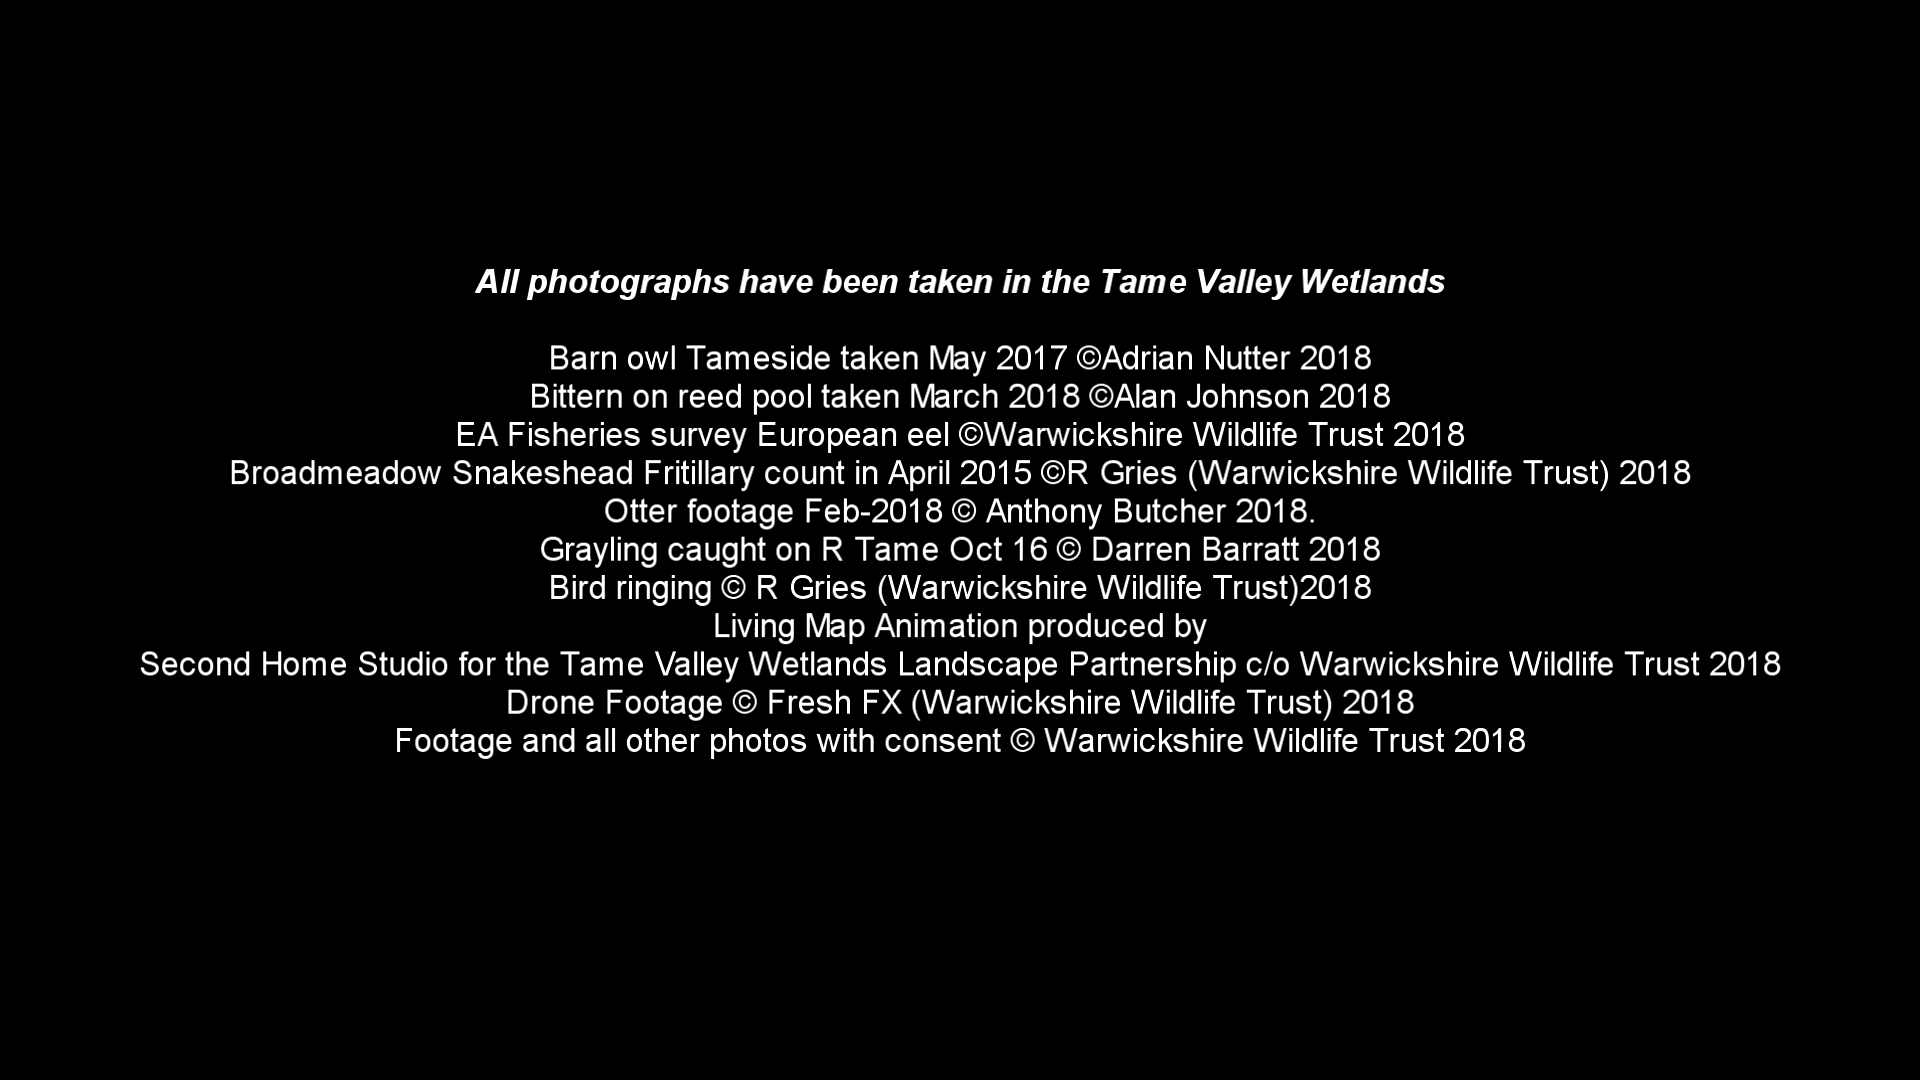 All photographs have been taken in the Tame Valley Wetlands
Barn owl Tameside taken May 2017 ©Adrian Nutter 2018
Bittern on reed pool taken March 2018 ©Alan Johnson 2018
EA Fisheries survey European eel ©Warwickshire Wildlife Trust 2018
Broadmeadow Snakeshead Fritillary count in April 2015 ©R Gries (Warwickshire Wildlife Trust) 2018
Otter footage Feb-2018 © Anthony Butcher 2018.
Grayling caught on R Tame Oct 16 © Darren Barratt 2018
Bird ringing © R Gries (Warwickshire Wildlife Trust)2018
Living Map Animation produced by
Second Home Studio for the Tame Valley Wetlands Landscape Partnership c/o Warwickshire Wildlife Trust 2018
Drone Footage © Fresh FX (Warwickshire Wildlife Trust) 2018
Footage and all other photos with consent © Warwickshire Wildlife Trust 2018